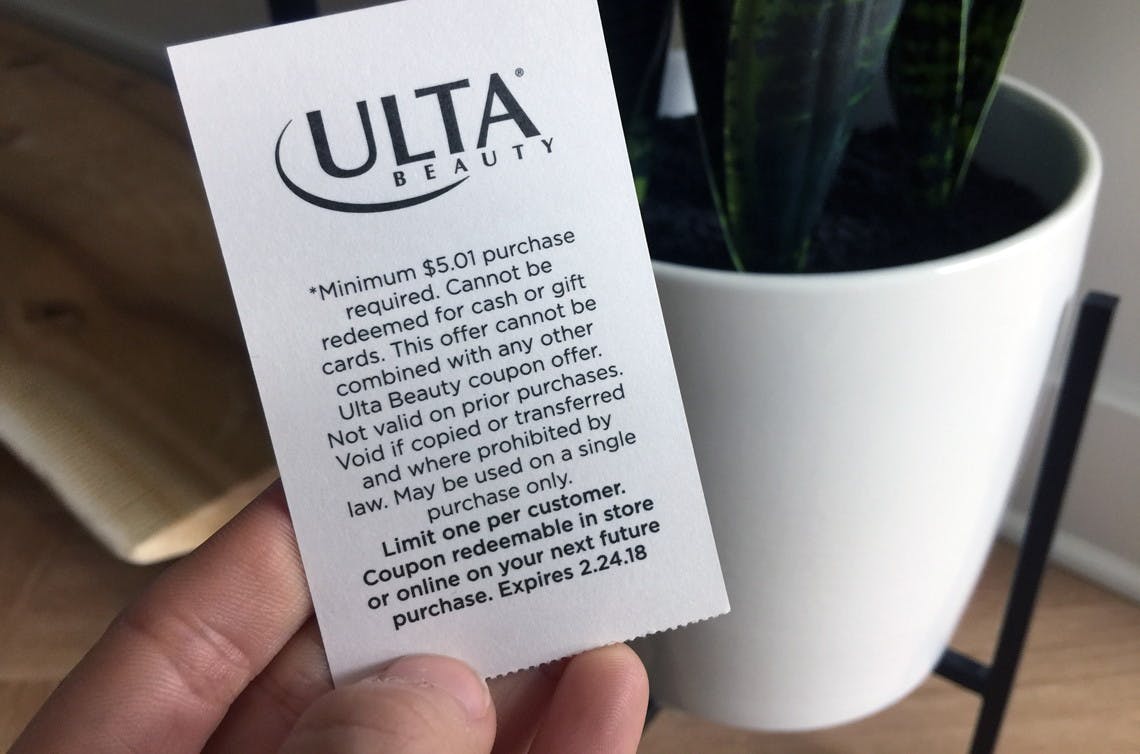 ULTA®
BEAUTY
*Minimum $5.01 purchase
required. Cannot be
redeemed for cash or gift
cards. This offer cannot be
combined with any other
Ulta Beauty coupon offer.
Not valid on prior purchases.
Void if copied or transferred
and where prohibited by
law. May be used on a single
purchase only.
Limit one per customer.
Coupon redeemable in store
or online on your next future
purchase. Expires 2.24.18